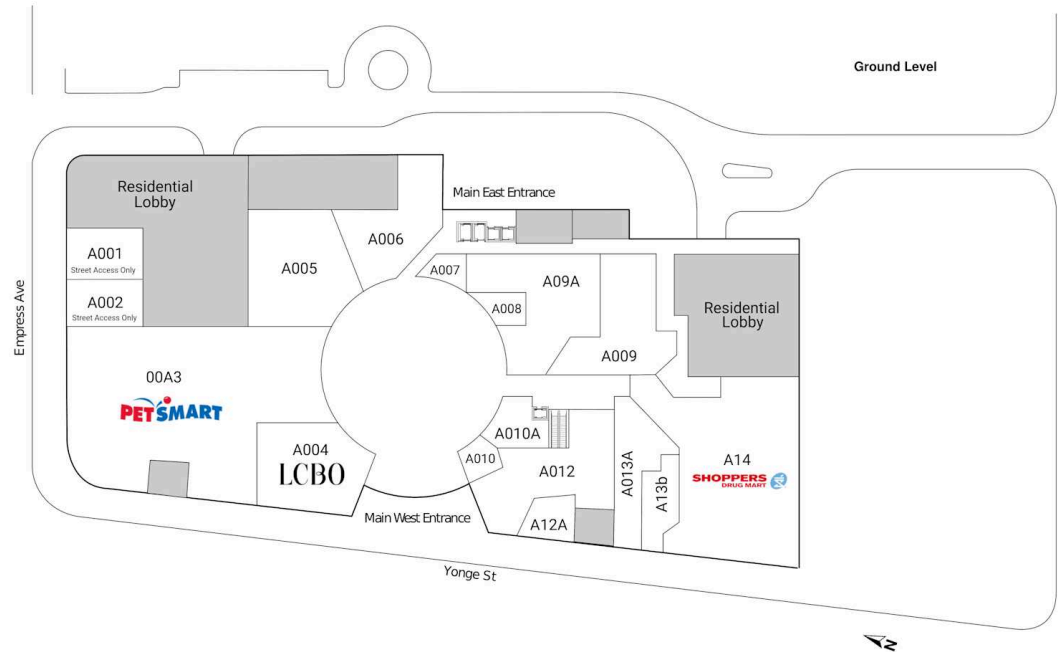 Ground Level
Residential
Lobby
Main East Entrance
A006
A001
Street Access Only
A005
A007
A09A
A002
Street Access Only
A008
Residential
Lobby
Empress Ave
A009
00A3
PETSMART
A010A
A004
LCBO
A010
A012
A013A
A14
SHOPPERS
DRUG MART
A13b
Main West Entrance
A12A
Yonge St
N